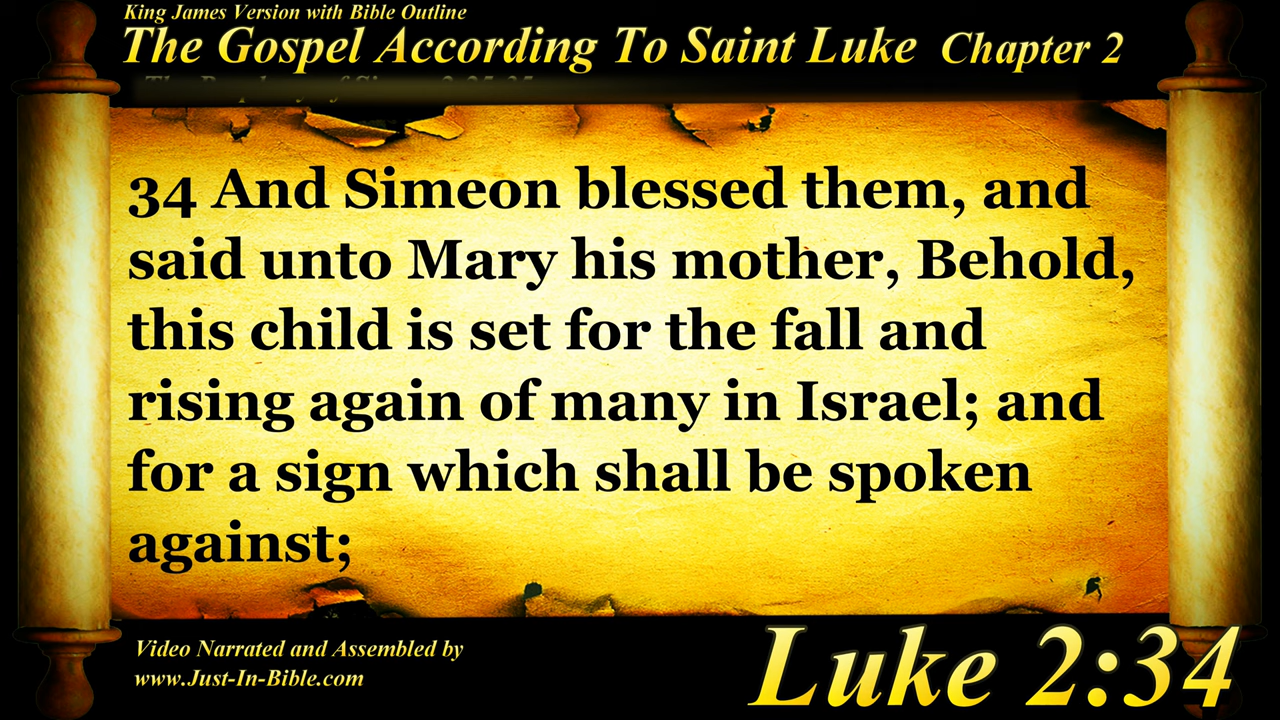 King James Version with Bible Outline
The Gospel According To Saint Luke Chapter 2
34 And Simeon blessed them, and
said unto Mary his mother, Behold,
this child is set for the fall and
rising again of many in Israel; and
for a sign which shall be spoken
against;
Video Narrated and Assembled by
www.Just-In-Bible.com
Luke 2:34